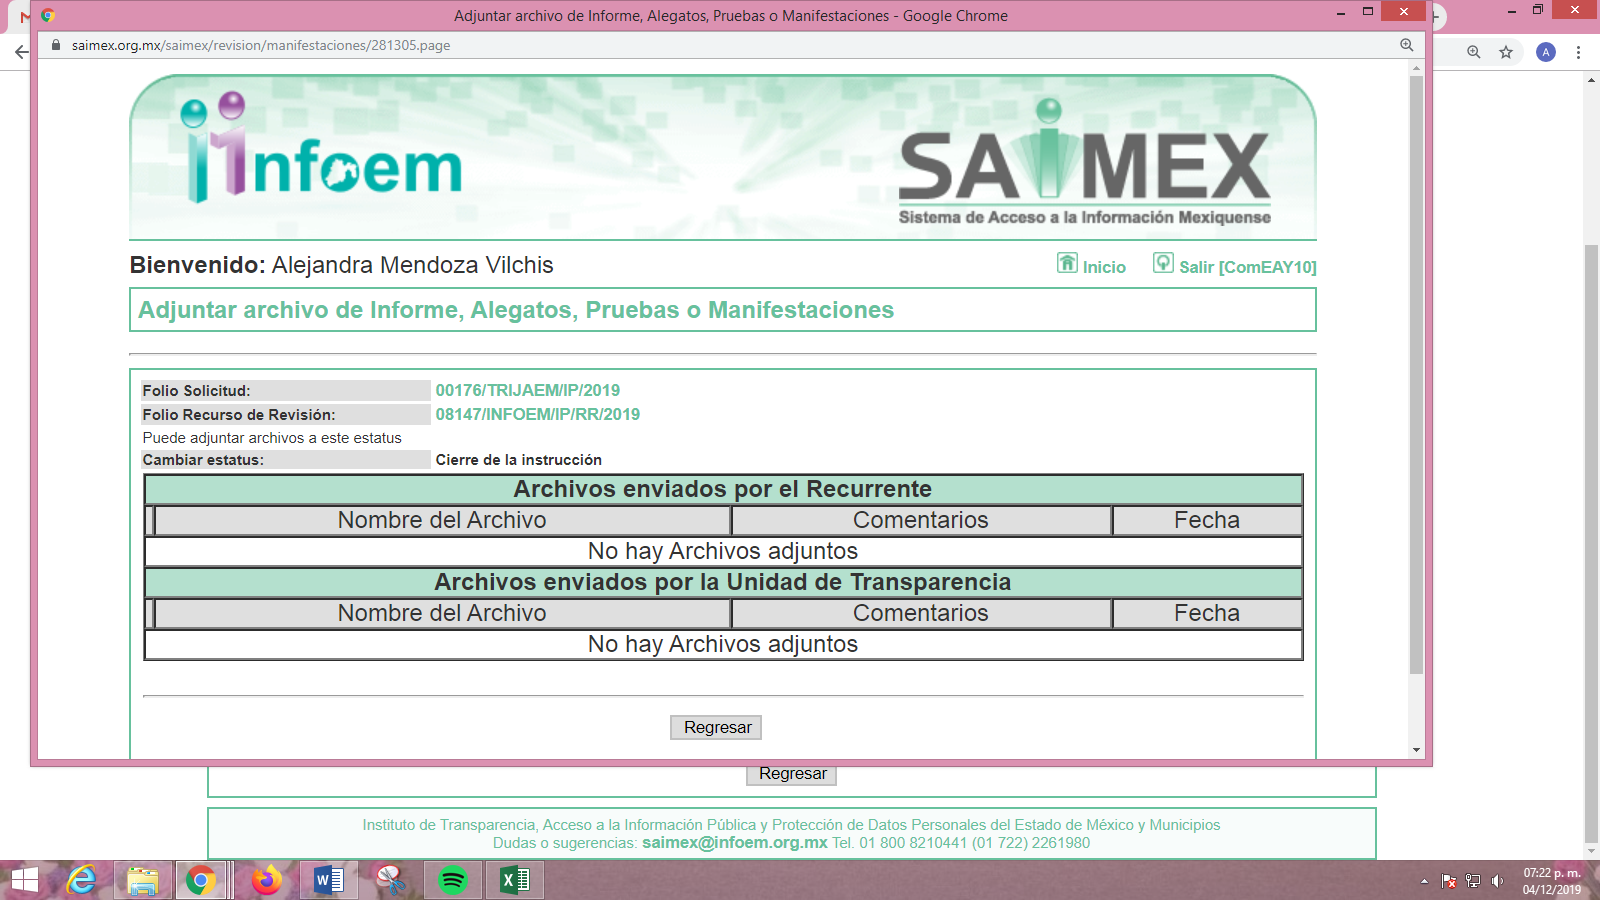 Adjuntar archivo de Informe, Alegatos, Pruebas o Manifestaciones - Google Chrome
saimex.org.mx/saimex/revision/manifestaciones/281305.page
A
infoem
SAIMEX
Sistema de Acceso a la Información Mexiquense
Bienvenido: Alejandra Mendoza Vilchis
Inicio
Salir [ComEAY10]
Adjuntar archivo de Informe, Alegatos, Pruebas o Manifestaciones
Folio Solicitud: 00176/TRIJAEM/IP/2019
Folio Recurso de Revisión: 08147/INFOEM/IP/RR/2019
Puede adjuntar archivos a este estatus
Cambiar estatus: Cierre de la instrucción
Archivos enviados por el Recurrente
Nombre del Archivo Comentarios Fecha
No hay Archivos adjuntos
Archivos enviados por la Unidad de Transparencia
Nombre del Archivo Comentarios Fecha
No hay Archivos adjuntos
Regresar
Regresar
Instituto de Transparencia, Acceso a la Información Pública y Protección de Datos Personales del Estado de México y Municipios
Dudas o sugerencias: saimex@infoem.org.mx Tel. 01 800 8210441 (01 722) 2261980
07:22 p. m.
04/12/2019